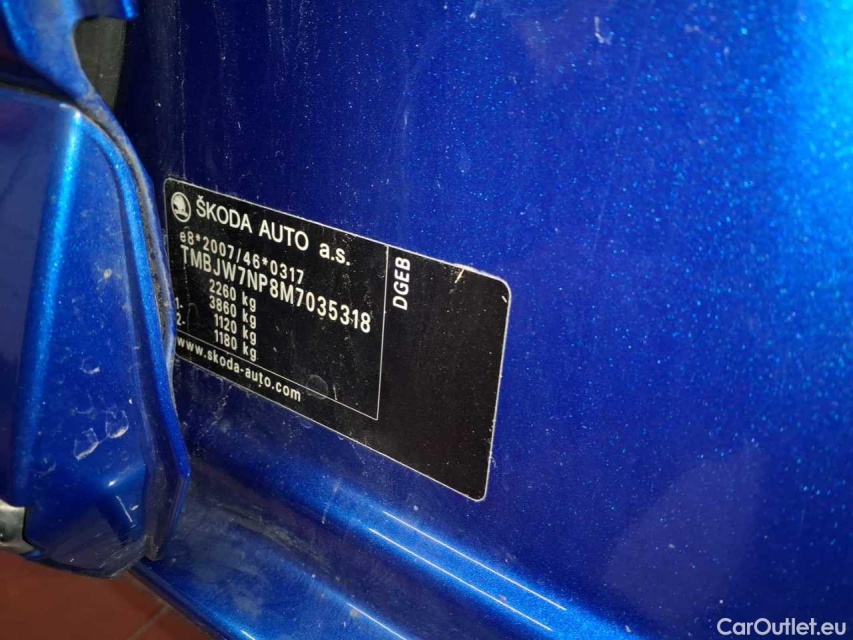 ŠKODA AUTO a.s.
e8*2007/46*0317
TMBJW7NP8M7035318
2260 kg
3860 kg
1. 1120 kg
2. 1180 kg
www.skoda-auto.com
DGEB
CarOutlet.eu